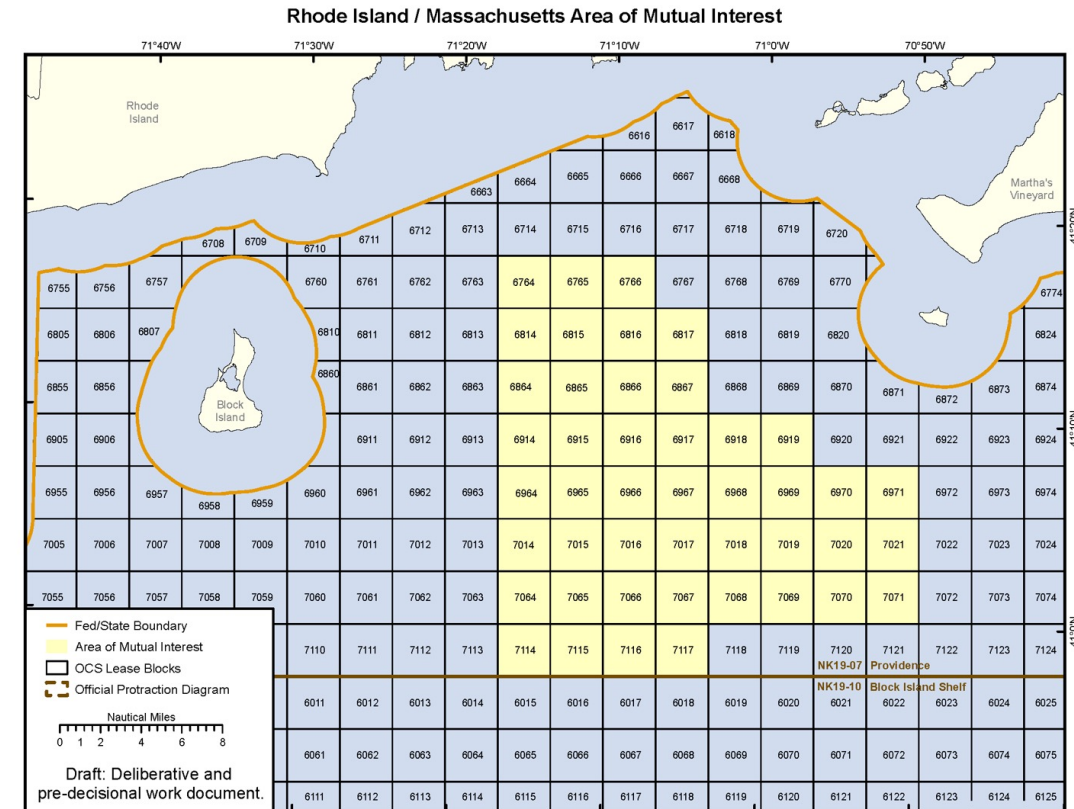 Rhode Island / Massachusetts Area of Mutual Interest
71°40'W 71°30'W 71°20'W 71°10'W 71°0'W 70°50'W
Rhode
Island
Martha's
Vineyard
6616 6617 6618
6663 6664 6665 6666 6667 6668
6708 6709 6710 6711 6712 6713 6714 6715 6716 6717 6718 6719 6720
41°20'N
6755 6756 6757 6760 6761 6762 6763 6764 6765 6766 6767 6768 6769 6770 6774
6805 6806 6807 6810 6811 6812 6813 6814 6815 6816 6817 6818 6819 6820 6824
6855 6856 6860 6861 6862 6863 6864 6865 6866 6867 6868 6869 6870 6871 6872 6873 6874
Block
Island
6905 6906 6911 6912 6913 6914 6915 6916 6917 6918 6919 6920 6921 6922 6923 6924
41°10'N
6955 6956 6957 6958 6959 6960 6961 6962 6963 6964 6965 6966 6967 6968 6969 6970 6971 6972 6973 6974
7005 7006 7007 7008 7009 7010 7011 7012 7013 7014 7015 7016 7017 7018 7019 7020 7021 7022 7023 7024
7055 7056 7057 7058 7059 7060 7061 7062 7063 7064 7065 7066 7067 7068 7069 7070 7071 7072 7073 7074
41°0'N
7110 7111 7112 7113 7114 7115 7116 7117 7118 7119 7120 7121 7122 7123 7124
NK19-07 Providence
NK19-10 Block Island Shelf
6011 6012 6013 6014 6015 6016 6017 6018 6019 6020 6021 6022 6023 6024 6025
6061 6062 6063 6064 6065 6066 6067 6068 6069 6070 6071 6072 6073 6074 6075
6111 6112 6113 6114 6115 6116 6117 6118 6119 6120 6121 6122 6123 6124 6125
Fed/State Boundary
Area of Mutual Interest
OCS Lease Blocks
Official Protraction Diagram
Nautical Miles
0 1 2 4 6 8
Draft: Deliberative and
pre-decisional work document.